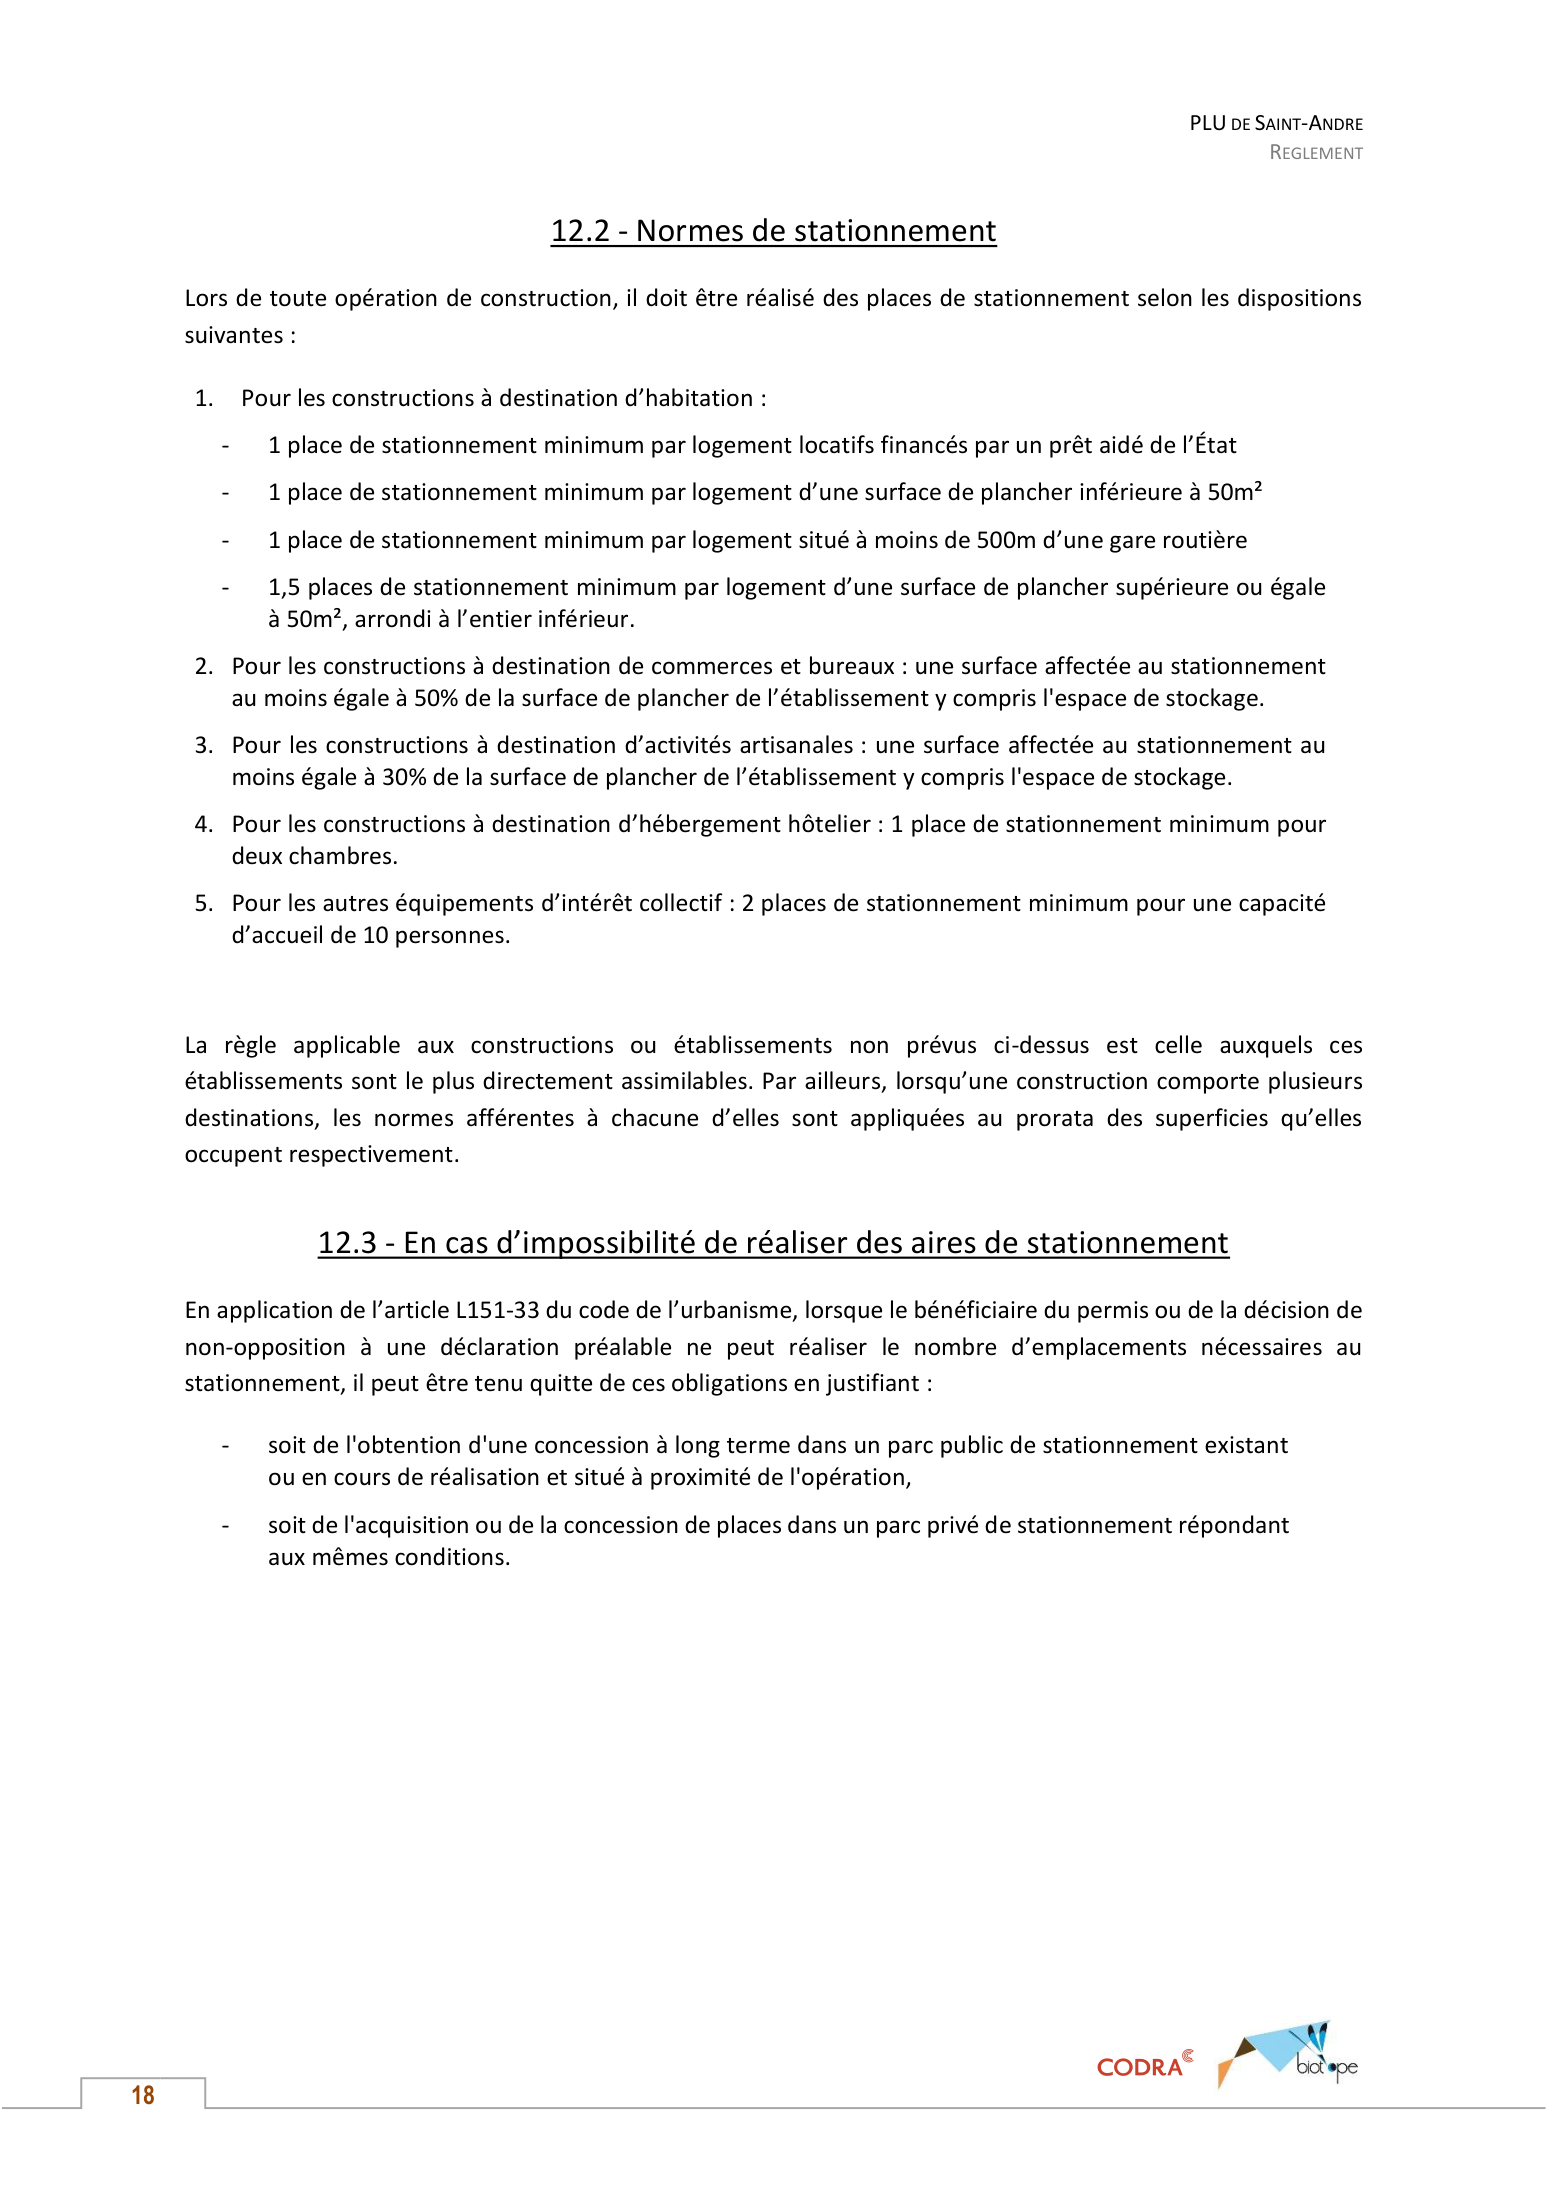 PLU DE SAINT-ANDRE
REGLEMENT
12.2 - Normes de stationnement
Lors de toute opération de construction, il doit être réalisé des places de stationnement selon les dispositions
suivantes :
1. Pour les constructions à destination d’habitation :
- 1 place de stationnement minimum par logement locatifs financés par un prêt aidé de l’État
- 1 place de stationnement minimum par logement d’une surface de plancher inférieure à 50m²
- 1 place de stationnement minimum par logement situé à moins de 500m d’une gare routière
- 1,5 places de stationnement minimum par logement d’une surface de plancher supérieure ou égale
à 50m², arrondi à l’entier inférieur.
2. Pour les constructions à destination de commerces et bureaux : une surface affectée au stationnement
au moins égale à 50% de la surface de plancher de l’établissement y compris l'espace de stockage.
3. Pour les constructions à destination d’activités artisanales : une surface affectée au stationnement au
moins égale à 30% de la surface de plancher de l’établissement y compris l'espace de stockage.
4. Pour les constructions à destination d’hébergement hôtelier : 1 place de stationnement minimum pour
deux chambres.
5. Pour les autres équipements d’intérêt collectif : 2 places de stationnement minimum pour une capacité
d’accueil de 10 personnes.
La règle applicable aux constructions ou établissements non prévus ci-dessus est celle auxquels ces
établissements sont le plus directement assimilables. Par ailleurs, lorsqu’une construction comporte plusieurs
destinations, les normes afférentes à chacune d’elles sont appliquées au prorata des superficies qu’elles
occupent respectivement.
12.3 - En cas d’impossibilité de réaliser des aires de stationnement
En application de l’article L151-33 du code de l’urbanisme, lorsque le bénéficiaire du permis ou de la décision de
non-opposition à une déclaration préalable ne peut réaliser le nombre d’emplacements nécessaires au
stationnement, il peut être tenu quitte de ces obligations en justifiant :
- soit de l'obtention d'une concession à long terme dans un parc public de stationnement existant
ou en cours de réalisation et situé à proximité de l'opération,
- soit de l'acquisition ou de la concession de places dans un parc privé de stationnement répondant
aux mêmes conditions.
CODRA
biotope
18